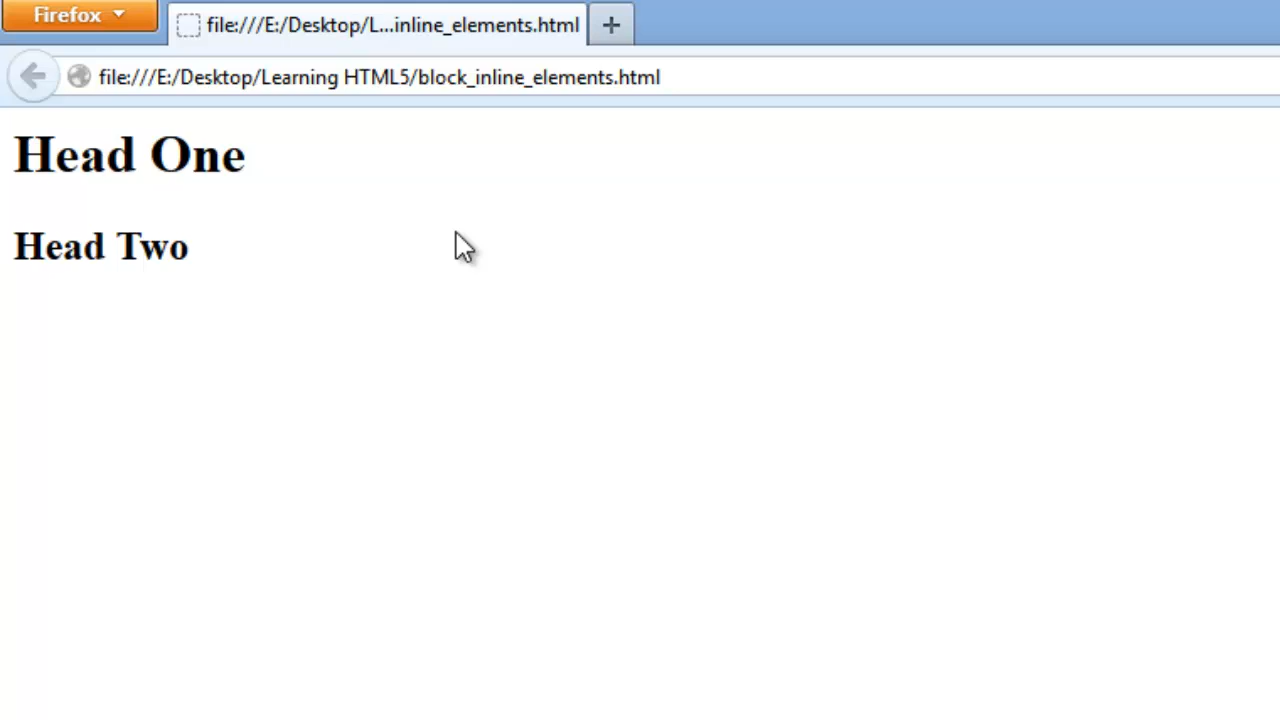 Firefox
file:///E:/Desktop/L...inline_elements.html
file:///E:/Desktop/Learning HTML5/block_inline_elements.html
Head One
Head Two